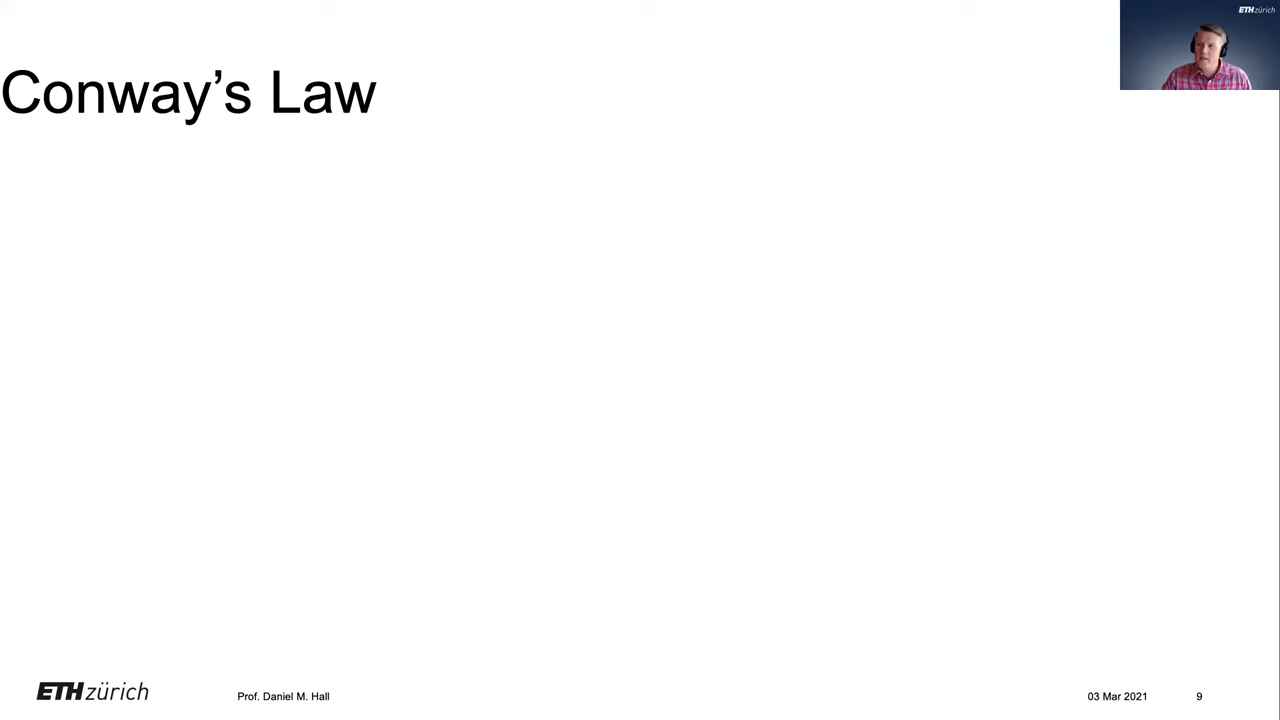 ETH zürich
Conway's Law
ETH zürich
Prof. Daniel M. Hall
03 Mar 2021
9